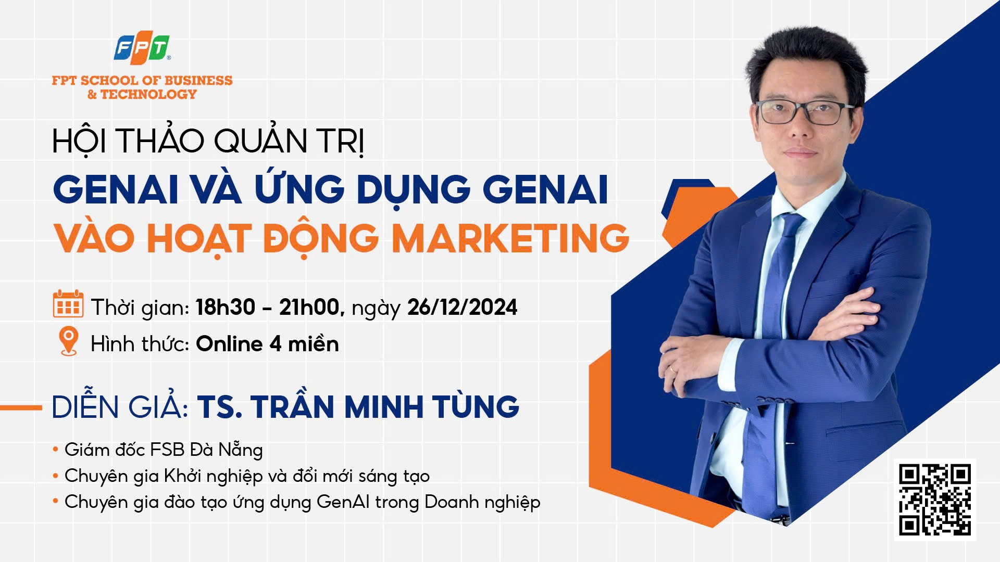 FPT®
FPT SCHOOL OF BUSINESS
& TECHNOLOGY
HỘI THẢO QUẢN TRỊ
GENAI VÀ ỨNG DỤNG GENAI
VÀO HOẠT ĐỘNG MARKETING
Thời gian: 18h30 - 21h00, ngày 26/12/2024
Hình thức: Online 4 miền
DIỄN GIẢ: TS. TRẦN MINH TÙNG
• Giám đốc FSB Đà Nẵng
• Chuyên gia Khởi nghiệp và đổi mới sáng tạo
• Chuyên gia đào tạo ứng dụng GenAI trong Doanh nghiệp